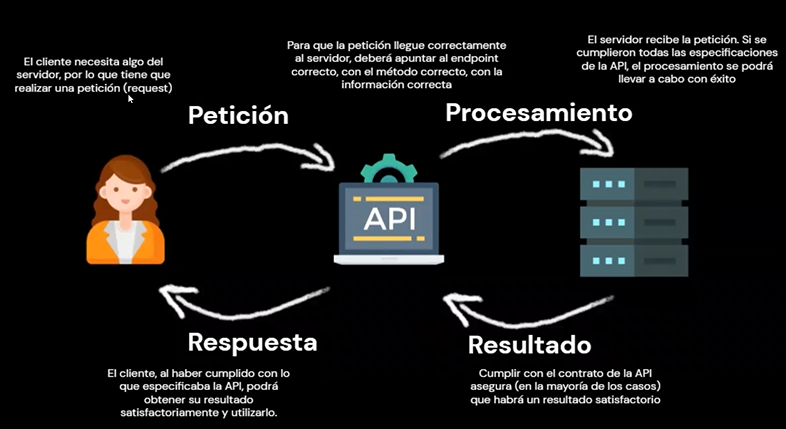 El cliente necesita algo del
servidor, por lo que tiene que
realizar una petición (request)
Para que la petición llegue correctamente
al servidor, deberá apuntar al endpoint
correcto, con el método correcto, con la
información correcta
El servidor recibe la petición. Si se
cumplieron todas las especificaciones
de la API, el procesamiento se podrá
llevar a cabo con éxito
Petición
Procesamiento
API
Respuesta
Resultado
El cliente, al haber cumplido con lo
que especificaba la API, podrá
obtener su resultado
satisfactoriamente y utilizarlo.
Cumplir con el contrato de la API
asegura (en la mayoría de los casos)
que habrá un resultado satisfactorio